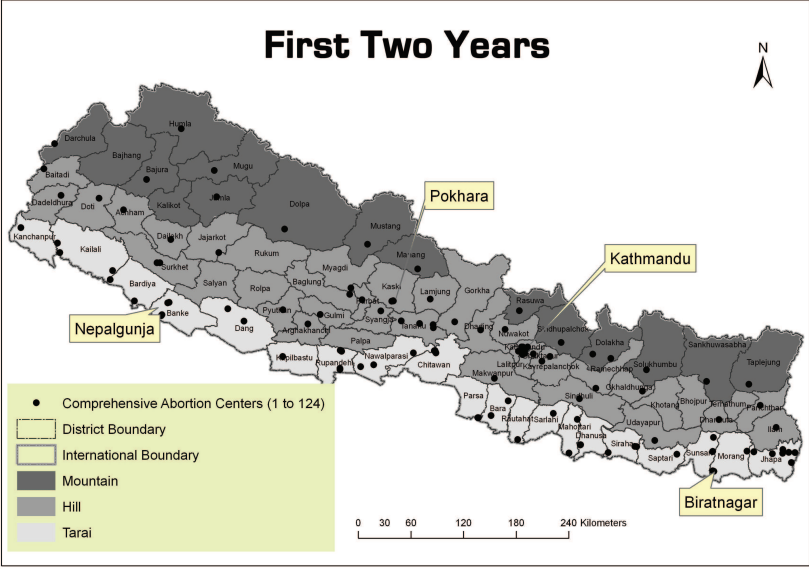 First Two Years
N
Humla
Darchula
Bajhang
Mugu
Bajura
Baitadi
Jumla
Dadeldhura
Doti
Achham
Kalikot
Dolpa
Pokhara
Mustang
Kanchanpur
Dailekh
Jajarkot
Kailali
Rukum
Manang
Kathmandu
Surkhet
Myagdi
Salyan
Rolpa
Baglung
Kaski
Lamjung
Gorkha
Bardiya
Parbat
Rasuwa
Banke
Pyuthan
Gulmi
Syangja
Tanahu
Dhading
Nuwakot
Sindhupalchok
Nepalgunja
Dang
Arghakhanchi
Dolakha
Sankhuwasabha
Palpa
Kapilbastu
Rupandehi
Nawalparasi
Chitawan
Lalitpur
Kavrepalanchok
Ramechhap
Solukhumbu
Taplejung
Makwanpur
Okhaldhunga
Parsa
Bara
Rautahat
Sarlahi
Sindhuli
Khotang
Bhojpur
Terhathum
Panchthar
Mahottari
Udayapur
Dhankuta
Ilam
Dhanusa
Siraha
Saptari
Sunsari
Morang
Jhapa
Biratnagar
Comprehensive Abortion Centers (1 to 124)
District Boundary
International Boundary
Mountain
Hill
Tarai
0 30 60 120 180 240 Kilometers